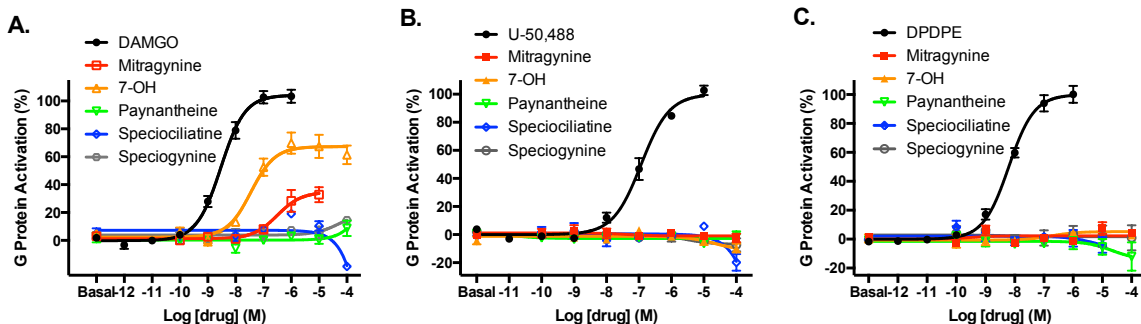 A.
DAMGO
Mitragynine
7-OH
Paynantheine
Speciociliatine
Speciogynine
G Protein Activation (%)
100
80
60
40
20
0
Basal -12 -11 -10 -9 -8 -7 -6 -5 -4
Log [drug] (M)
B.
U-50,488
Mitragynine
7-OH
Paynantheine
Speciociliatine
Speciogynine
G Protein Activation (%)
100
80
60
40
20
0
-20
Basal -11 -10 -9 -8 -7 -6 -5 -4
Log [drug] (M)
C.
DPDPE
Mitragynine
7-OH
Paynantheine
Speciociliatine
Speciogynine
G Protein Activation (%)
100
80
60
40
20
0
-20
Basal -12 -11 -10 -9 -8 -7 -6 -5 -4
Log [drug] (M)